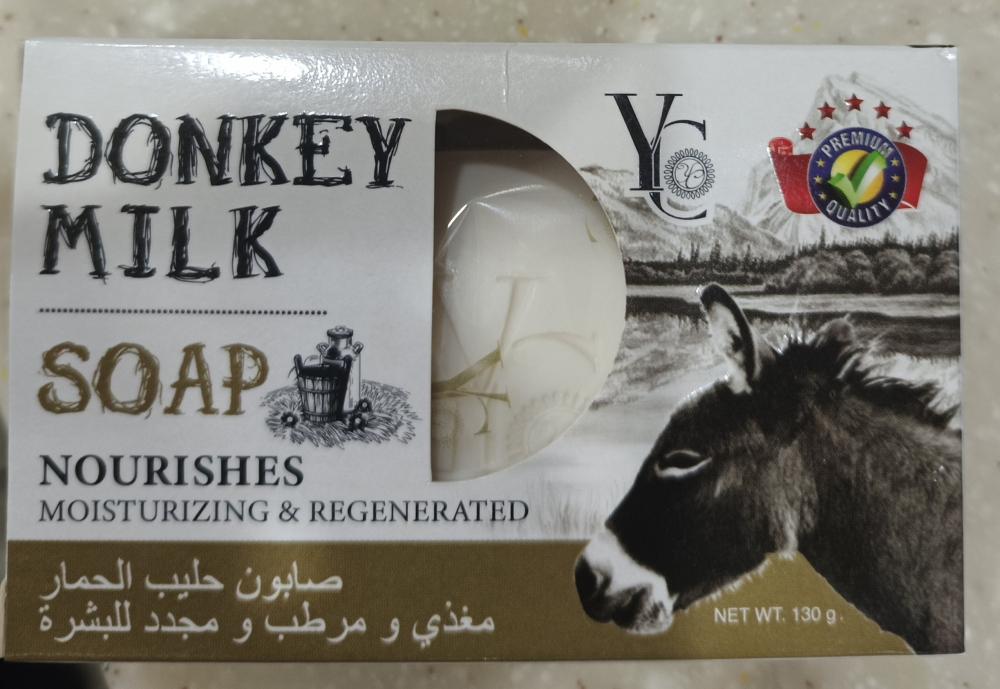 DONKEY
MILK
SOAP
NOURISHES
MOISTURIZING & REGENERATED
صابون حليب الحمار
مغذي و مرطب و مجدد للبشرة
YC
PREMIUM
QUALITY
NET WT. 130 g.